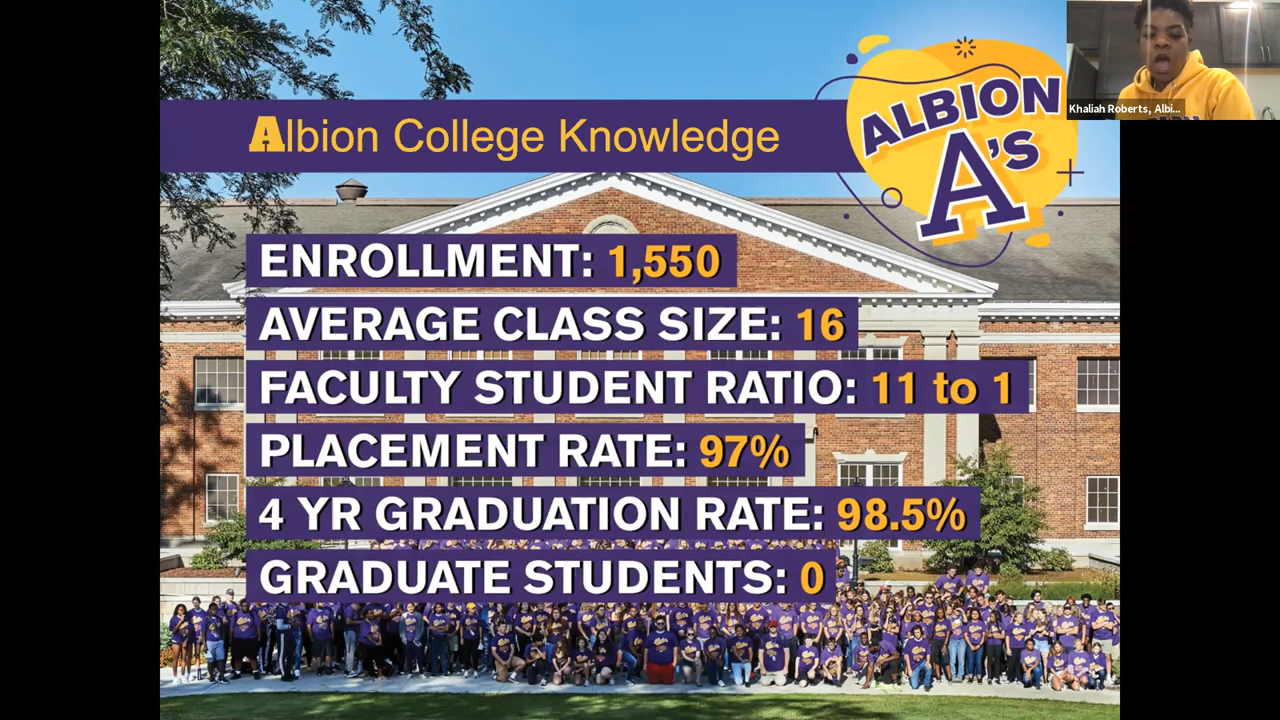 Albion College Knowledge
ALBION
A's
Khaliah Roberts, Albi...
ENROLLMENT: 1,550
AVERAGE CLASS SIZE: 16
FACULTY STUDENT RATIO: 11 to 1
PLACEMENT RATE: 97%
4 YR GRADUATION RATE: 98.5%
GRADUATE STUDENTS: 0